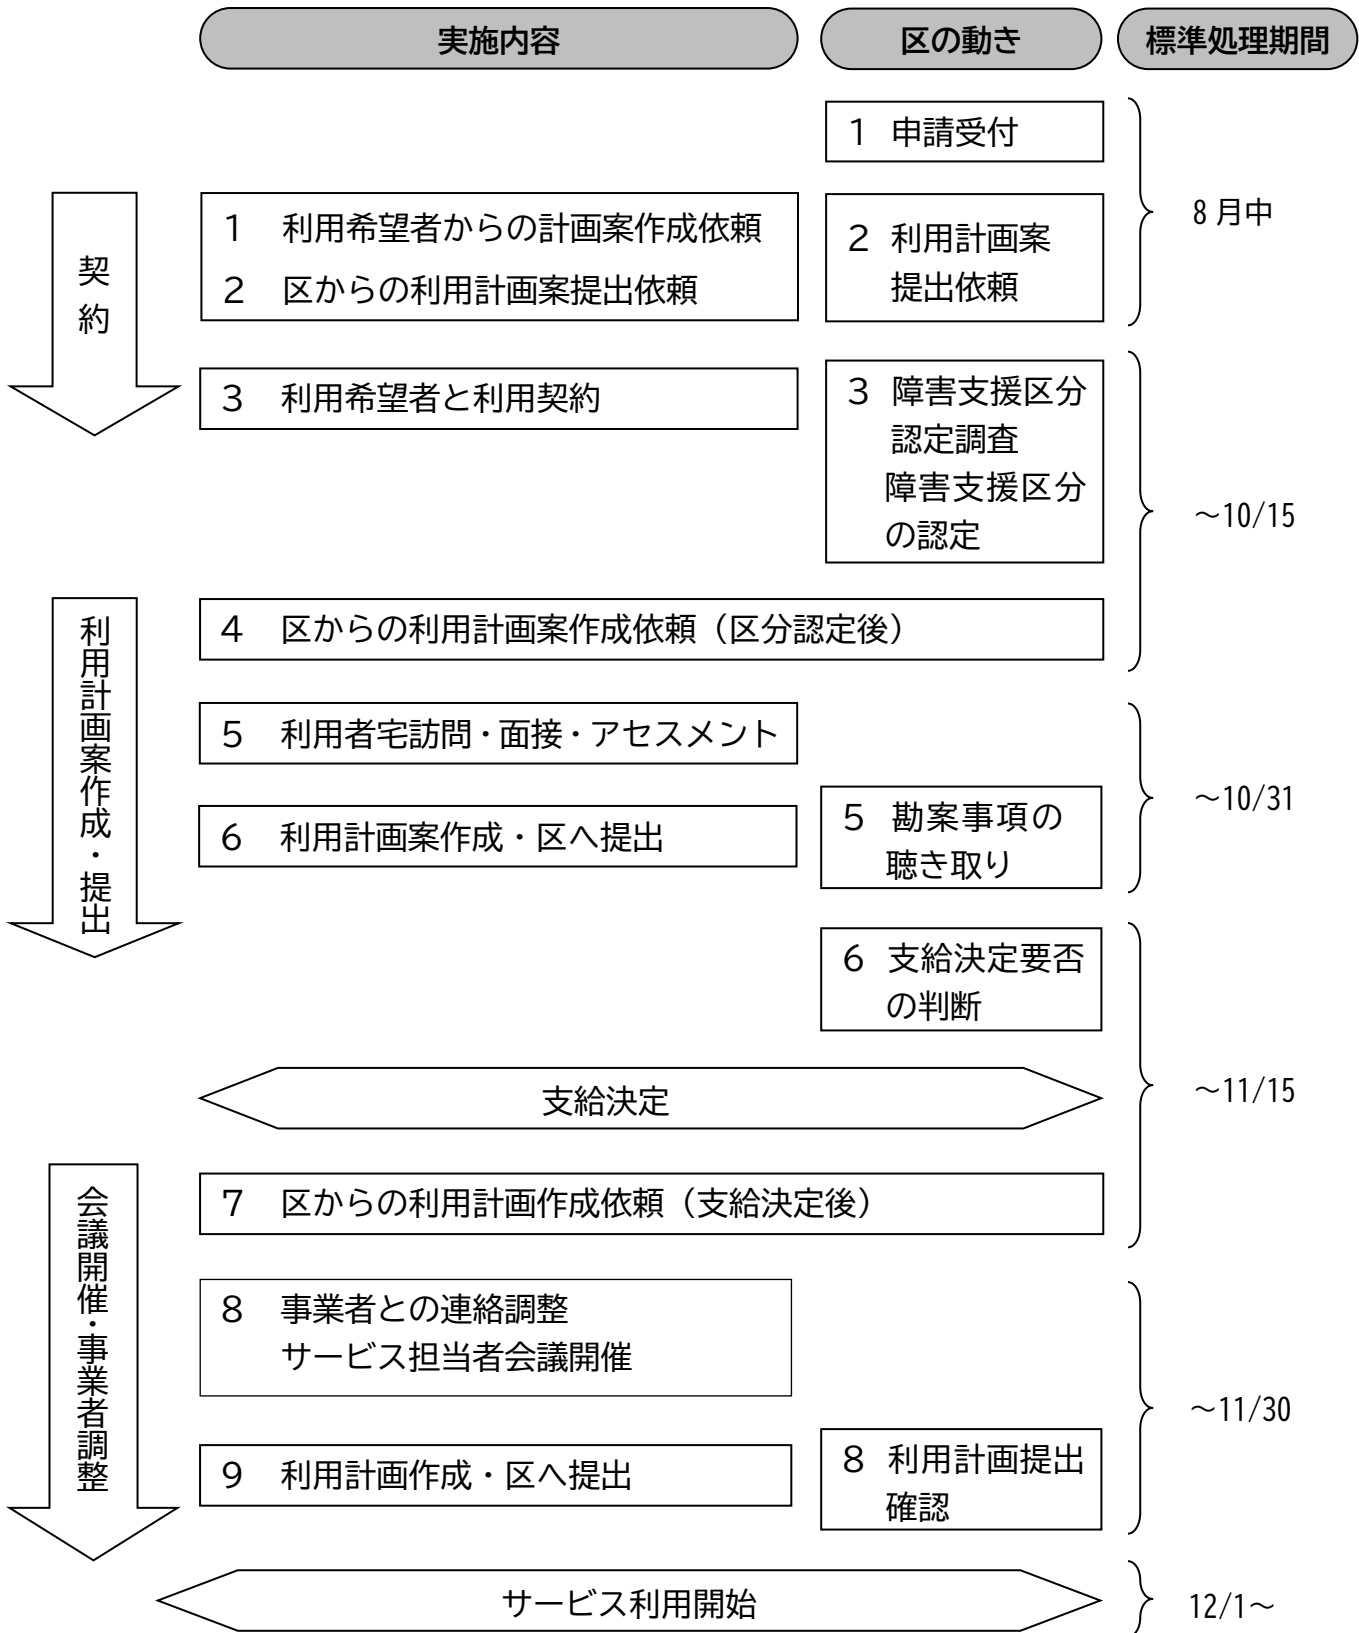 実施内容
区の動き
標準処理期間
1 申請受付
8月中
契約
1 利用希望者からの計画案作成依頼
2 区からの利用計画案提出依頼
2 利用計画案
提出依頼
3 利用希望者と利用契約
3 障害支援区分
認定調査
障害支援区分
の認定
～10/15
利用計画案作成・提出
4 区からの利用計画案作成依頼（区分認定後）
5 利用者宅訪問・面接・アセスメント
6 利用計画案作成・区へ提出
5 勘案事項の
聴き取り
～10/31
6 支給決定要否
の判断
支給決定
～11/15
会議開催・事業者調整
7 区からの利用計画作成依頼（支給決定後）
8 事業者との連絡調整
サービス担当者会議開催
9 利用計画作成・区へ提出
8 利用計画提出
確認
～11/30
サービス利用開始
12/1～